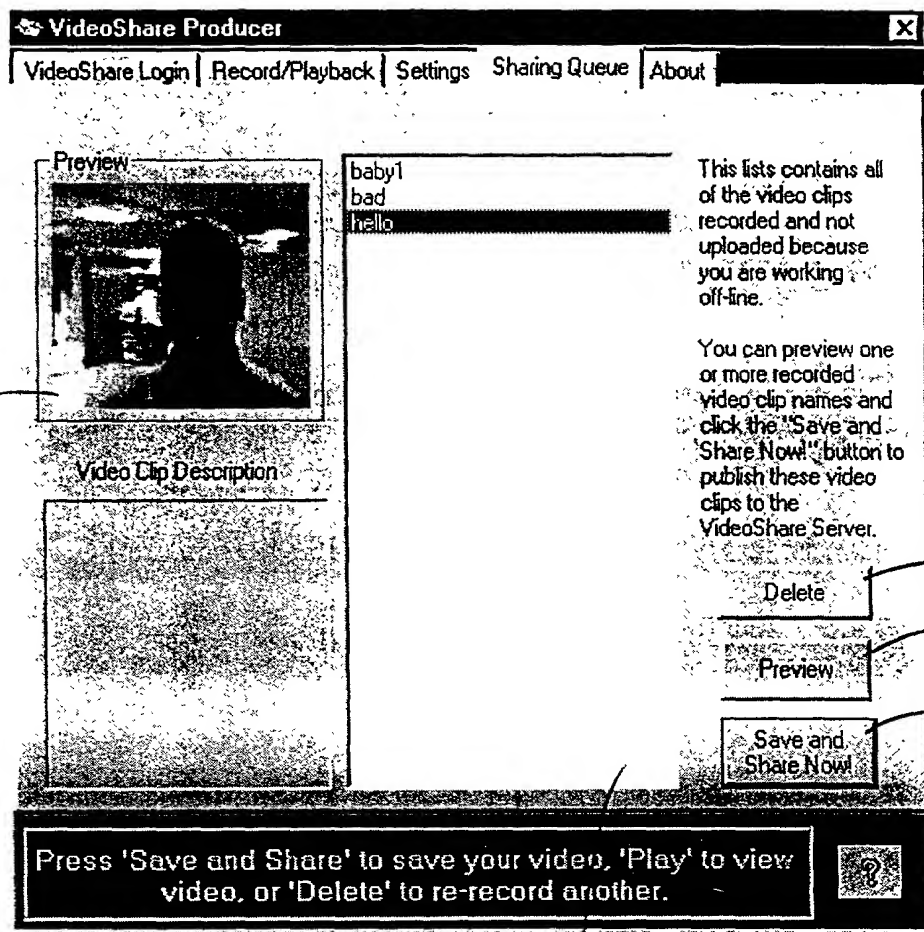 VideoShare Producer
VideoShare Login Record/Playback Settings Sharing Queue About
Preview
baby1
bad
hello
This lists contains all
of the video clips
recorded and not
uploaded because
you are working
off-line.
You can preview one
or more recorded
video clip names and
click the "Save and
Share Now!" button to
publish these video
clips to the
VideoShare Server.
Video Clip Description
Delete
Preview
Save and
Share Now!
Press 'Save and Share' to save your video, 'Play' to view
video, or 'Delete' to re-record another.
?